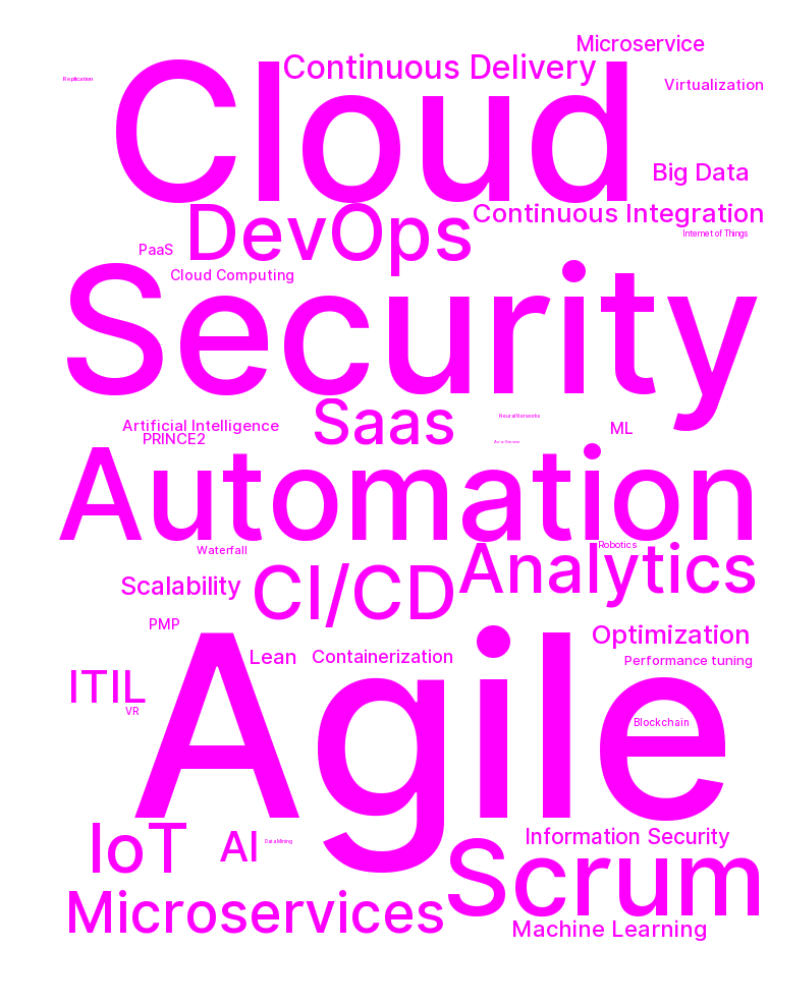 Microservice
Continuous Delivery
Replication
Virtualization
Cloud
Big Data
DevOps
Continuous Integration
Internet of Things
PaaS
Cloud Computing
Security
Saas
Neural Networks
Artificial Intelligence
ML
PRINCE2
Automation
Waterfall
Robotics
Analytics
Scalability
CI/CD
PMP
Optimization
Lean
Containerization
Performance tuning
ITIL
VR
Blockchain
Agile
IoT
AI
Data Mining
Information Security
Scrum
Microservices
Machine Learning